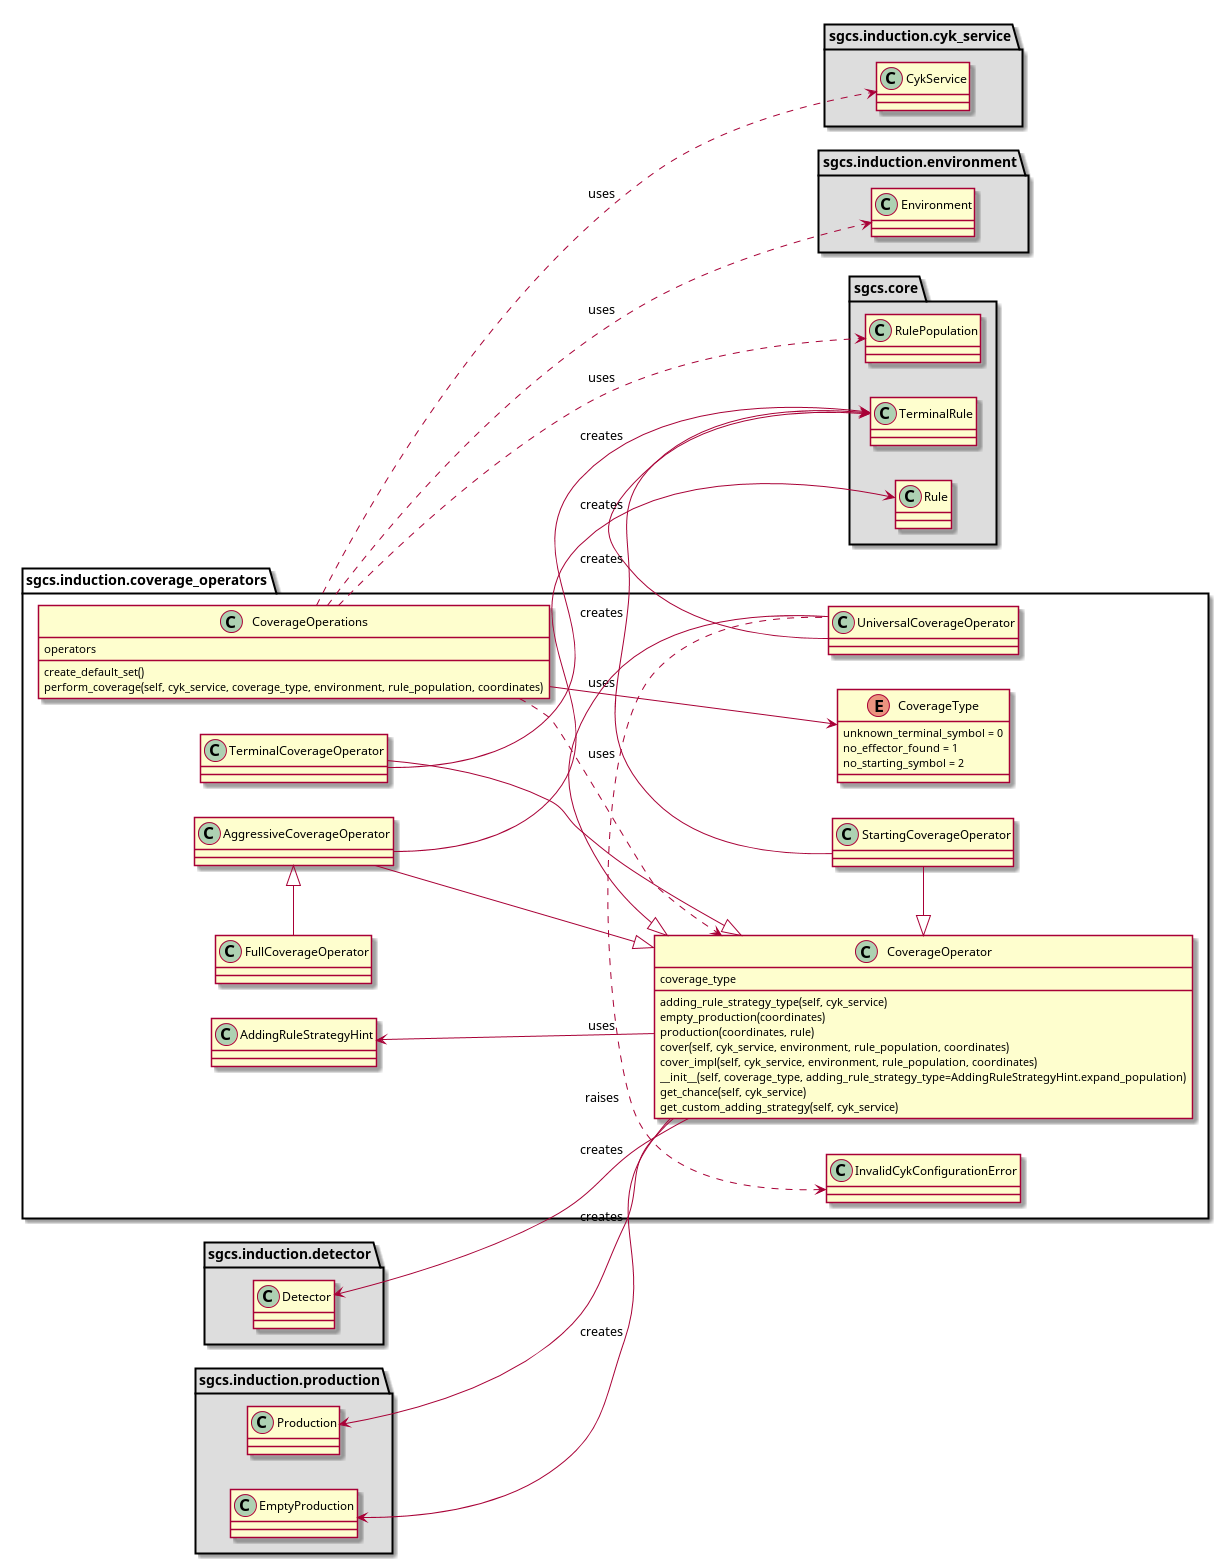 sgcs.induction.cyk_service
C CykService
uses
sgcs.induction.environment
C Environment
uses
sgcs.core
C RulePopulation
uses
C TerminalRule
creates
C Rule
creates
creates
sgcs.induction.coverage_operators
C CoverageOperations
operators
create_default_set()
perform_coverage(self, cyk_service, coverage_type, environment, rule_population, coordinates)
creates
C UniversalCoverageOperator
uses
E CoverageType
unknown_terminal_symbol = 0
no_effector_found = 1
no_starting_symbol = 2
C TerminalCoverageOperator
uses
C AggressiveCoverageOperator
C StartingCoverageOperator
C FullCoverageOperator
C CoverageOperator
coverage_type
adding_rule_strategy_type(self, cyk_service)
empty_production(coordinates)
production(coordinates, rule)
cover(self, cyk_service, environment, rule_population, coordinates)
cover_impl(self, cyk_service, environment, rule_population, coordinates)
__init__(self, coverage_type, adding_rule_strategy_type=AddingRuleStrategyHint.expand_population)
get_chance(self, cyk_service)
get_custom_adding_strategy(self, cyk_service)
C AddingRuleStrategyHint
uses
raises
creates
C InvalidCykConfigurationError
creates
sgcs.induction.detector
C Detector
creates
sgcs.induction.production
C Production
C EmptyProduction